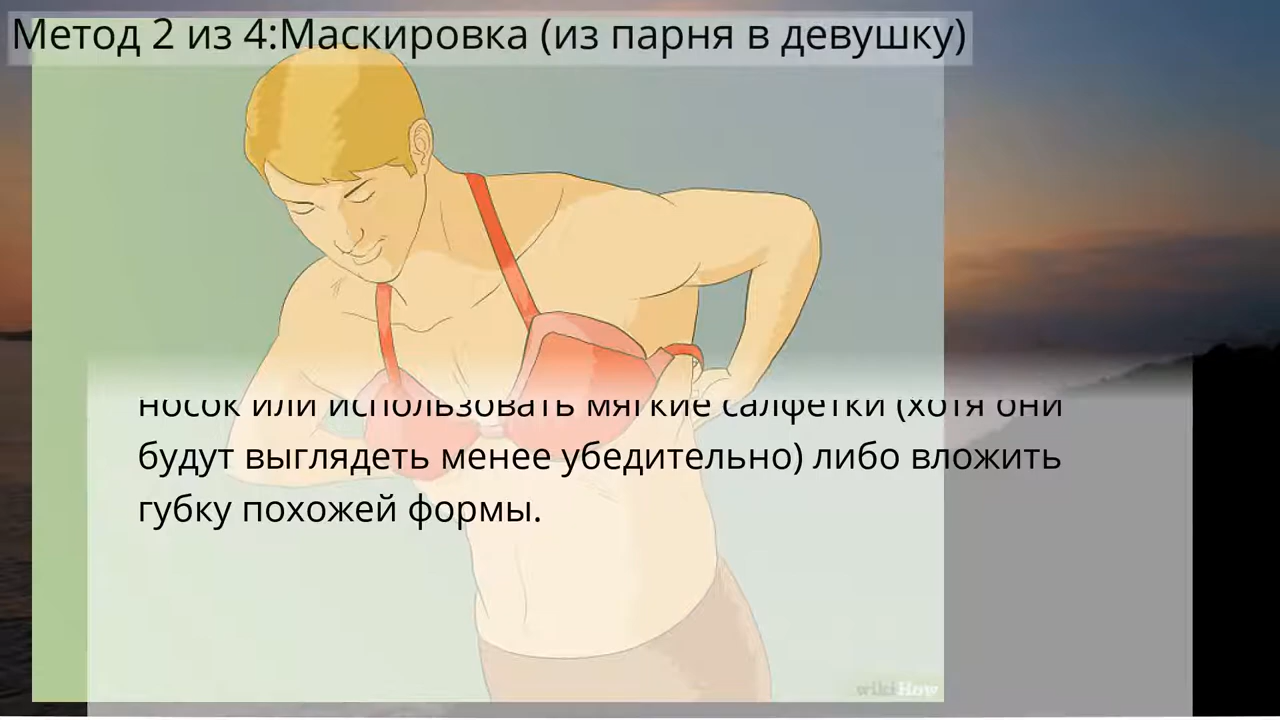 Метод 2 из 4:Маскировка (из парня в девушку)
носок или использовать мягкие салфетки (хотя они
будут выглядеть менее убедительно) либо вложить
губку похожей формы.
wikiHow